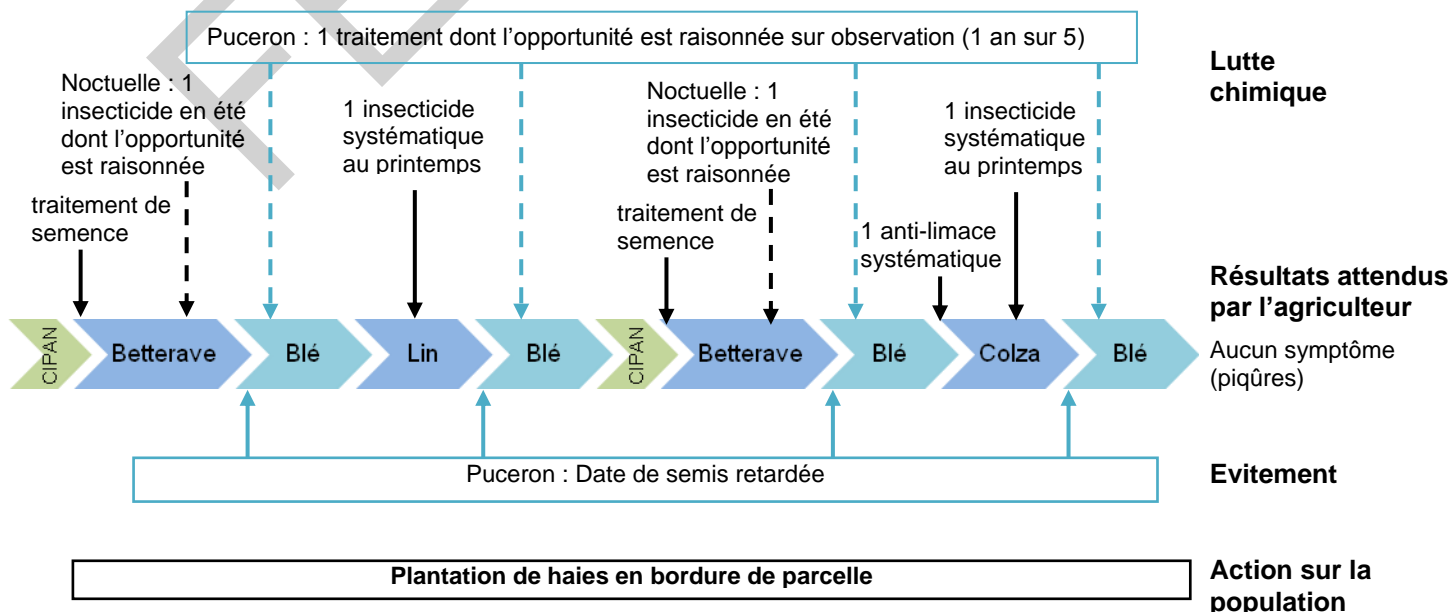 Puceron : 1 traitement dont l'opportunité est raisonnée sur observation (1 an sur 5)
Lutte
chimique
Noctuelle : 1
insecticide en été
dont l'opportunité
est raisonnée
1 insecticide
systématique
au printemps
Noctuelle : 1
insecticide en été
dont l'opportunité
est raisonnée
1 insecticide
systématique
au printemps
traitement de
semence
traitement de
semence
1 anti-limace
systématique
Résultats attendus
par l'agriculteur
Aucun symptôme
(piqûres)
CIPAN
Betterave
Blé
Lin
Blé
CIPAN
Betterave
Blé
Colza
Blé
Puceron : Date de semis retardée
Evitement
Plantation de haies en bordure de parcelle
Action sur la
population